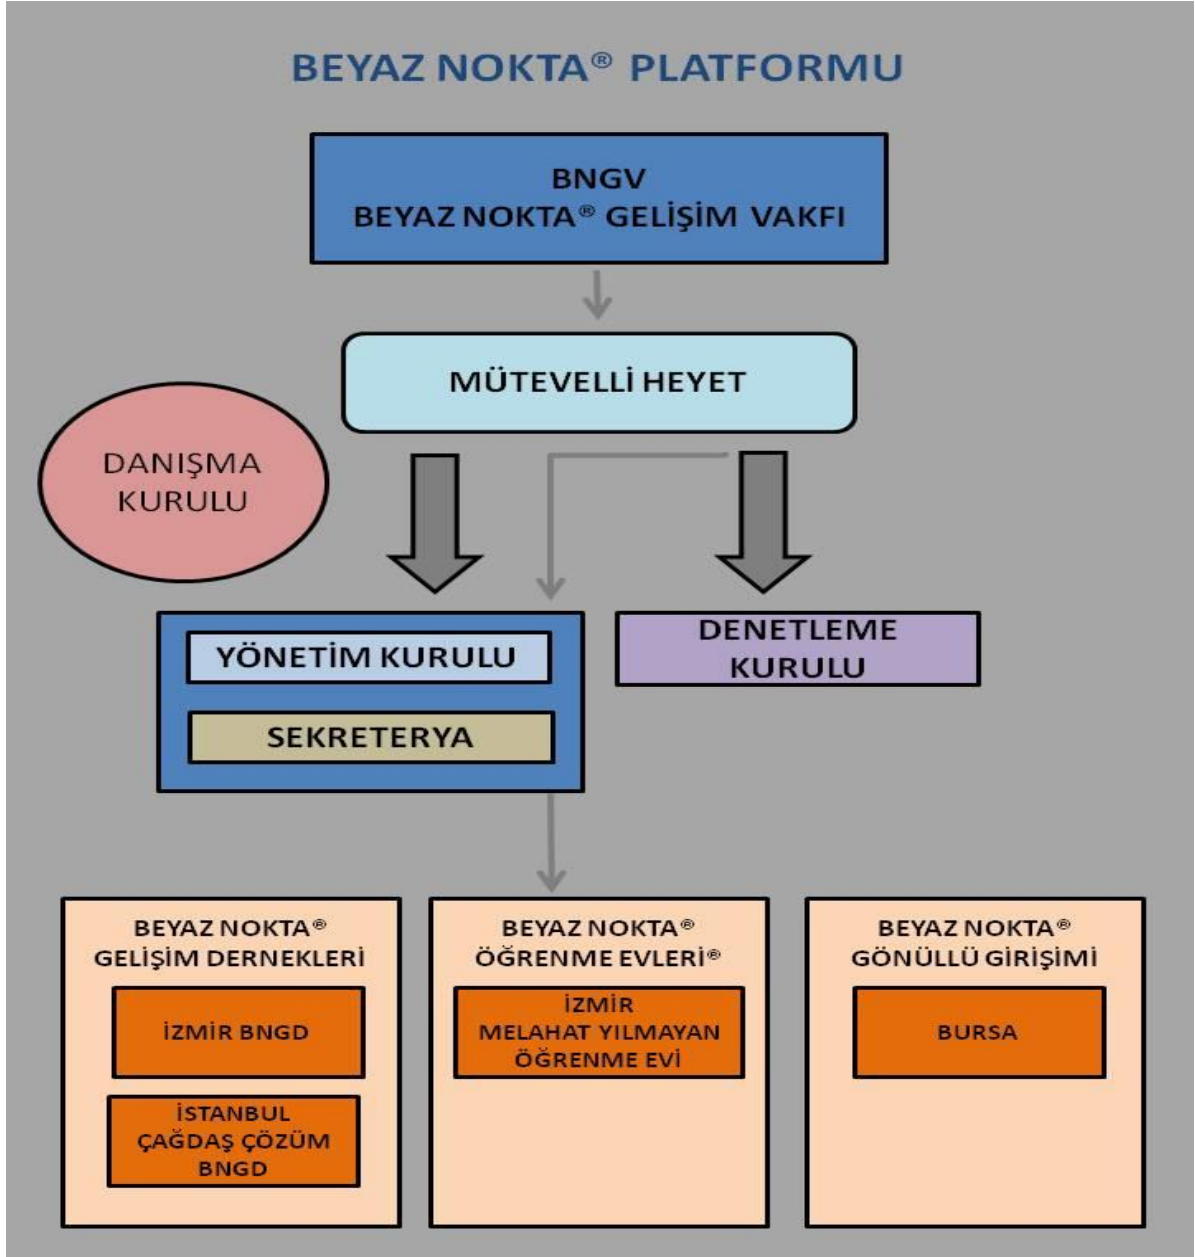 BEYAZ NOKTA® PLATFORMU
BNGV
BEYAZ NOKTA® GELİŞİM VAKFI
MÜTEVELLİ HEYET
DANIŞMA
KURULU
YÖNETİM KURULU
SEKRETERYA
DENETLEME
KURULU
BEYAZ NOKTA®
GELİŞİM DERNEKLERİ
İZMİR BNGD
İSTANBUL
ÇAĞDAŞ ÇÖZÜM
BNGD
BEYAZ NOKTA®
ÖĞRENME EVLERİ®
İZMİR
MELAHAT YILMAYAN
ÖĞRENME EVİ
BEYAZ NOKTA®
GÖNÜLLÜ GİRİŞİMİ
BURSA